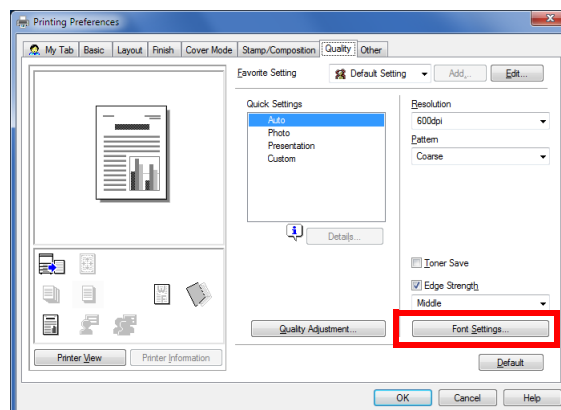 Printing Preferences
My Tab Basic Layout Finish Cover Mode Stamp/Composition Quality Other
Favorite Setting Default Setting Add... Edit...
Quick Settings
Auto
Photo
Presentation
Custom
Details...
Resolution
600dpi
Pattern
Coarse
Toner Save
Edge Strength
Middle
Quality Adjustment... Font Settings...
Printer View Printer Information
Default
OK Cancel Help